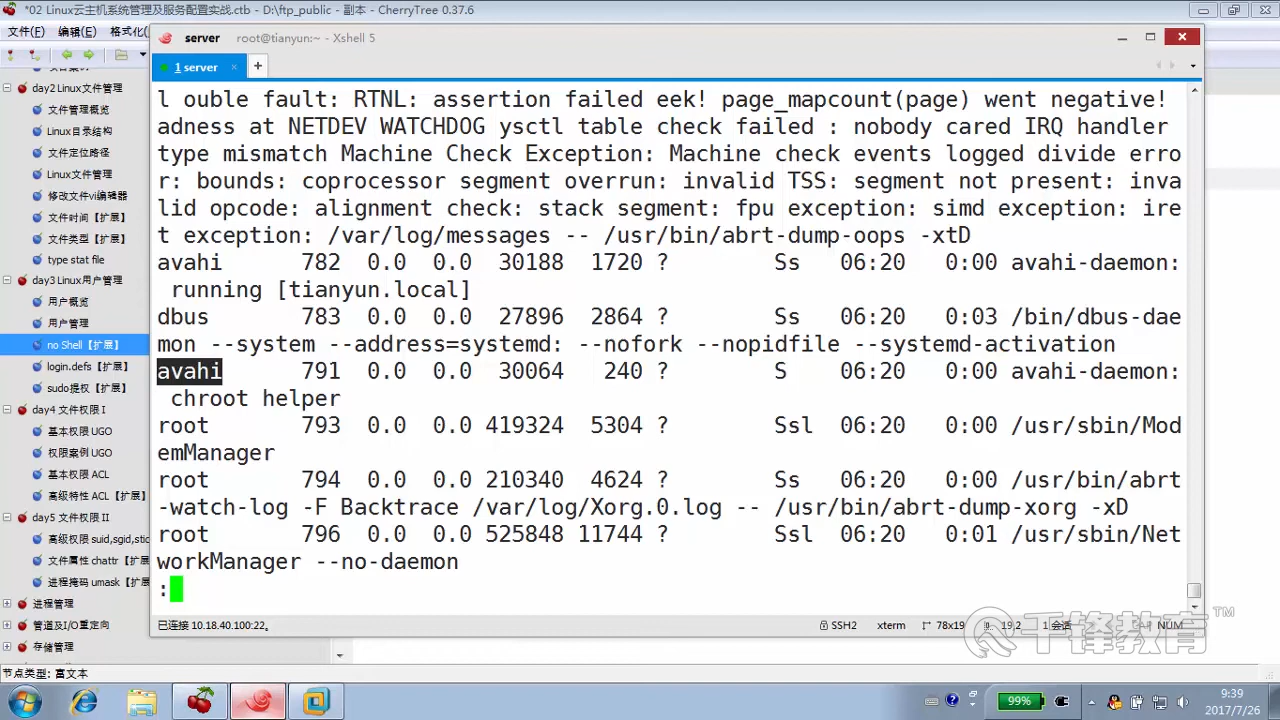 *02 Linux云主机系统管理及服务配置实战.ctb - D:\ftp_public - 副本 - CherryTree 0.37.6
文件(F) 编辑(E) 格式化(
server root@tianyun:~ - Xshell 5
1 server × +
day2 Linux文件管理
文件管理概览
Linux目录结构
文件定位路径
Linux文件管理
修改文件vi编辑器
文件时间【扩展】
文件类型【扩展】
type stat file
day3 Linux用户管理
用户概览
用户管理
no Shell【扩展】
login.defs【扩展】
sudo提权【扩展】
day4 文件权限 I
基本权限 UGO
权限案例 UGO
基本权限 ACL
高级特性 ACL【扩展】
day5 文件权限 II
高级权限 suid,sgid,stic
文件属性 chattr【扩展
进程掩码 umask【扩展
进程管理
管道及I/O重定向
存储管理
节点类型: 富文本
l ouble fault: RTNL: assertion failed eek! page_mapcount(page) went negative!
adness at NETDEV WATCHDOG ysctl table check failed : nobody cared IRQ handler
type mismatch Machine Check Exception: Machine check events logged divide erro
r: bounds: coprocessor segment overrun: invalid TSS: segment not present: inva
lid opcode: alignment check: stack segment: fpu exception: simd exception: ire
t exception: /var/log/messages -- /usr/bin/abrt-dump-oops -xtD
avahi 782 0.0 0.0 30188 1720 ? Ss 06:20 0:00 avahi-daemon:
running [tianyun.local]
dbus 783 0.0 0.0 27896 2864 ? Ss 06:20 0:03 /bin/dbus-dae
mon --system --address=systemd: --nofork --nopidfile --systemd-activation
avahi 791 0.0 0.0 30064 240 ? S 06:20 0:00 avahi-daemon:
chroot helper
root 793 0.0 0.0 419324 5304 ? Ssl 06:20 0:00 /usr/sbin/Mod
emManager
root 794 0.0 0.0 210340 4624 ? Ss 06:20 0:00 /usr/bin/abrt
-watch-log -F Backtrace /var/log/Xorg.0.log -- /usr/bin/abrt-dump-xorg -xD
root 796 0.0 0.0 525848 11744 ? Ssl 06:20 0:01 /usr/sbin/Net
workManager --no-daemon
:
已连接 10.18.40.100:22。 SSH2 xterm 78x19 19,2 1 会话 NUM
千锋教育 TM
99%
9:39
2017/7/26